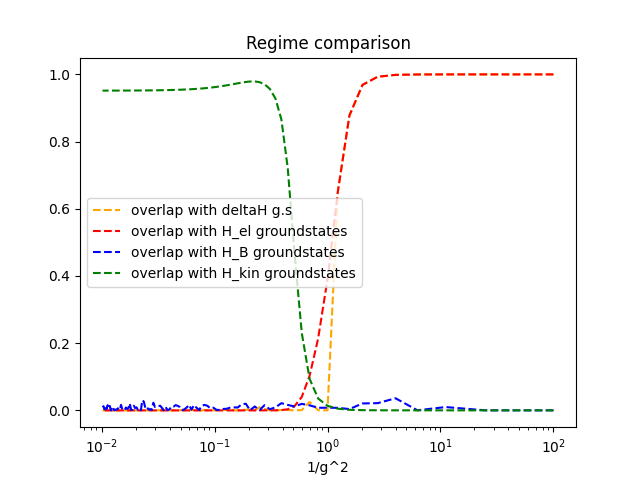 Regime comparison
1.0
0.8
0.6
0.4
0.2
0.0
overlap with deltaH g.s
overlap with H_el groundstates
overlap with H_B groundstates
overlap with H_kin groundstates
10^−2 10^−1 10^0 10^1 10^2
1/g^2